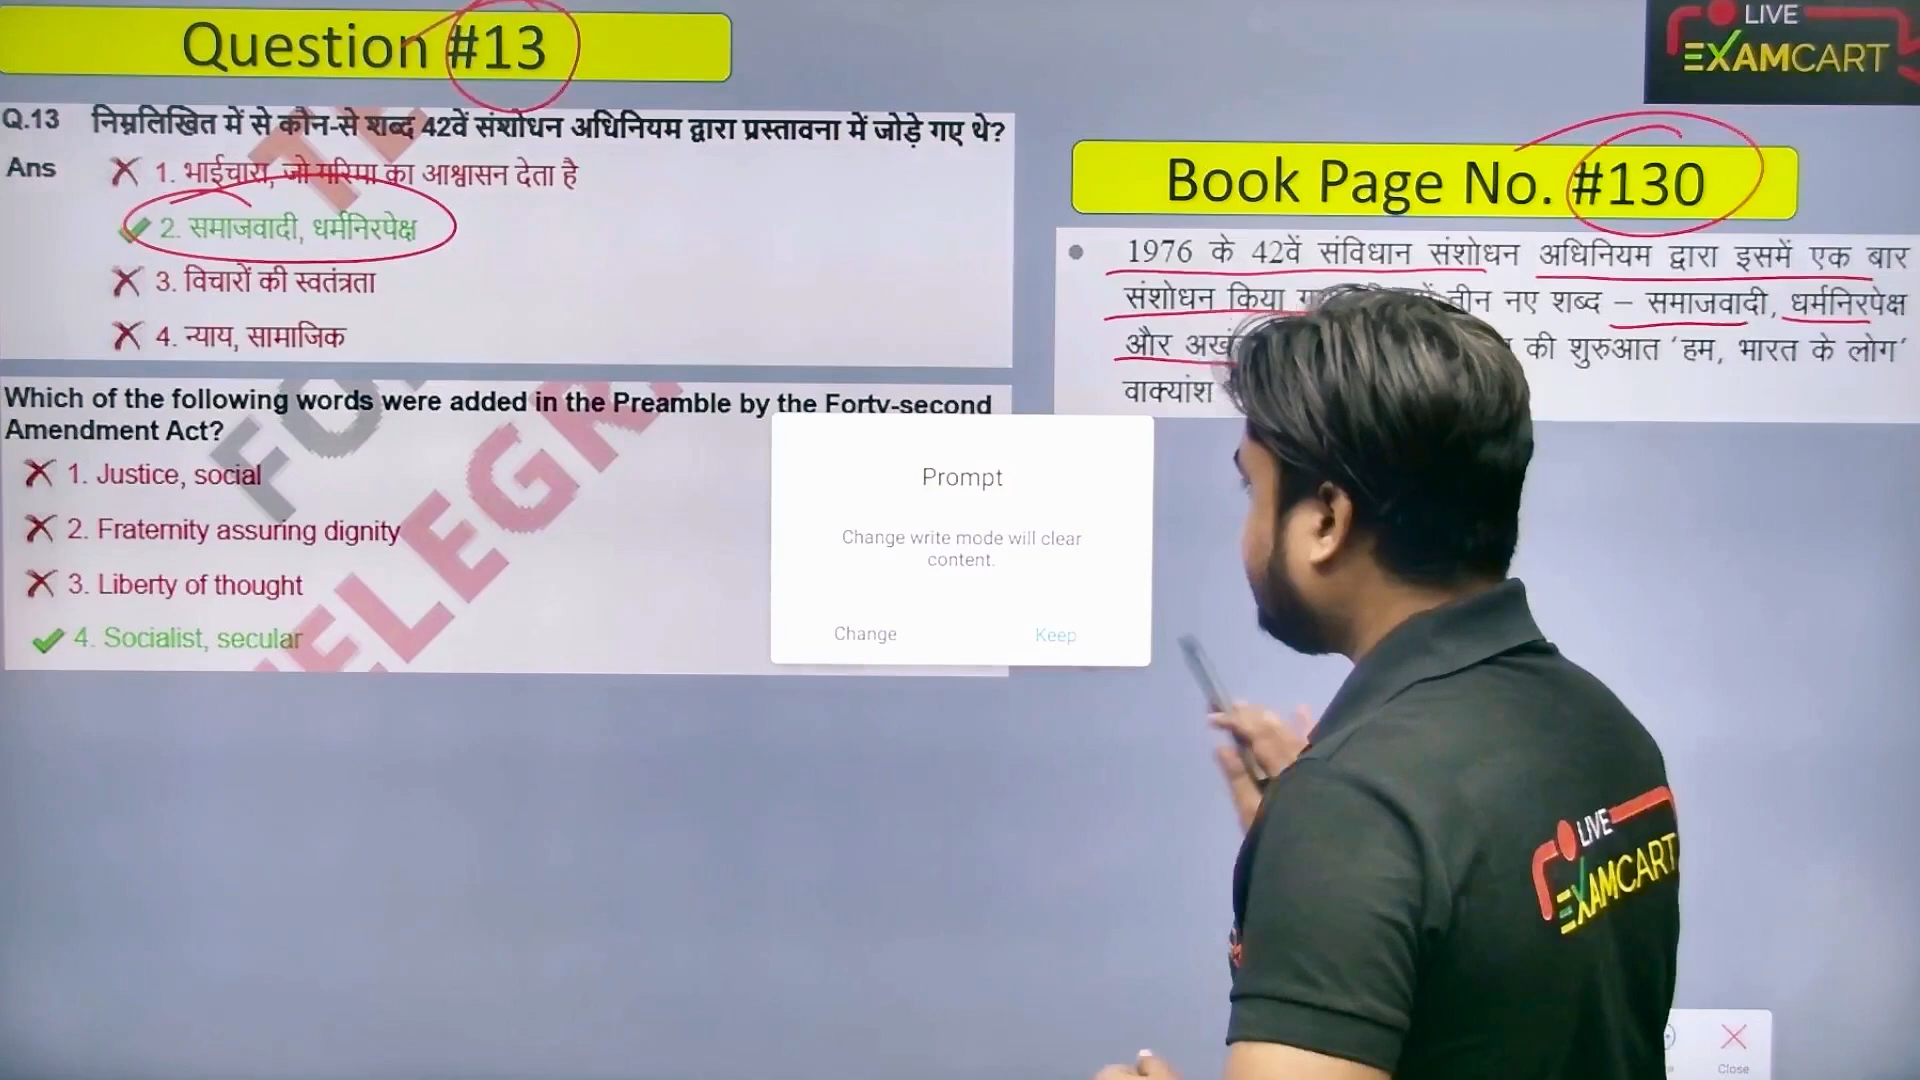 Question #13
LIVE
EXAMCART
Q.13 निम्नलिखित में से कौन-से शब्द 42वें संशोधन अधिनियम द्वारा प्रस्तावना में जोड़े गए थे?
Ans 1. भाईचारा, जो गरिमा का आश्वासन देता है
2. समाजवादी, धर्मनिरपेक्ष
3. विचारों की स्वतंत्रता
4. न्याय, सामाजिक
Which of the following words were added in the Preamble by the Forty-second
Amendment Act?
1. Justice, social
2. Fraternity assuring dignity
3. Liberty of thought
4. Socialist, secular
Book Page No. #130
1976 के 42वें संविधान संशोधन अधिनियम द्वारा इसमें एक बार
संशोधन किया तीन नए शब्द – समाजवादी, धर्मनिरपेक्ष
और की शुरुआत 'हम, भारत के लोग'
वाक्यांश
Prompt
Change write mode will clear
content.
Change Keep
LIVE
EXAMCART
Close
TELEGR